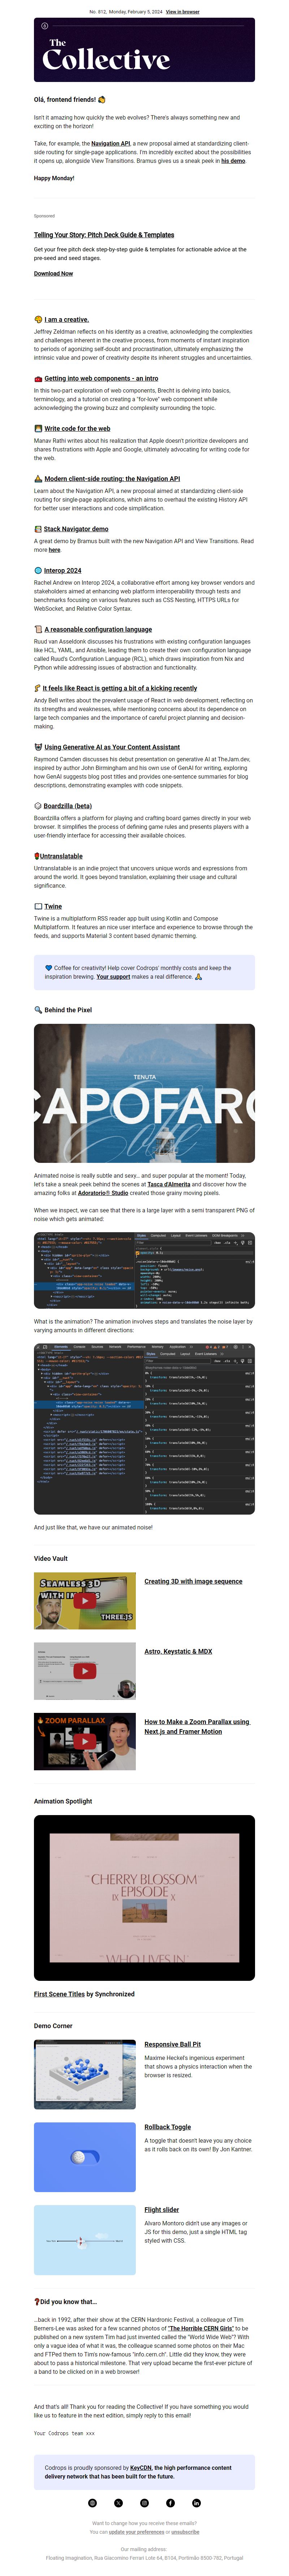 No. 812, Monday, February 5, 2024 View in browser
The
Collective
Olá, frontend friends! 👋
Isn't it amazing how quickly the web evolves? There's always something new and
exciting on the horizon!
Take, for example, the Navigation API, a new proposal aimed at standardizing client-
side routing for single-page applications. I'm incredibly excited about the possibilities
it opens up, alongside View Transitions. Bramus gives us a sneak peek in his demo.
Happy Monday!
Sponsored
Telling Your Story: Pitch Deck Guide & Templates
Get your free pitch deck step-by-step guide & templates for actionable advice at the
pre-seed and seed stages.
Download Now
I am a creative.
Jeffrey Zeldman reflects on his identity as a creative, acknowledging the complexities
and challenges inherent in the creative process, from moments of instant inspiration
to periods of agonizing self-doubt and procrastination, ultimately emphasizing the
intrinsic value and power of creativity despite its inherent struggles and uncertainties.
Getting into web components - an intro
In this two-part exploration of web components, Brecht is delving into basics,
terminology, and a tutorial on creating a "for-love" web component while
acknowledging the growing buzz and complexity surrounding the topic.
Write code for the web
Manav Rathi writes about his realization that Apple doesn't prioritize developers and
shares frustrations with Apple and Google, ultimately advocating for writing code for
the web.
Modern client-side routing: the Navigation API
Learn about the Navigation API, a new proposal aimed at standardizing client-side
routing for single-page applications, which aims to overhaul the existing History API
for better user interactions and code simplification.
Stack Navigator demo
A great demo by Bramus built with the new Navigation API and View Transitions. Read
more here.
Interop 2024
Rachel Andrew on Interop 2024, a collaborative effort among key browser vendors and
stakeholders aimed at enhancing web platform interoperability through tests and
benchmarks focusing on various features such as CSS Nesting, HTTPS URLs for
WebSocket, and Relative Color Syntax.
A reasonable configuration language
Ruud van Asseldonk discusses his frustrations with existing configuration languages
like HCL, YAML, and Ansible, leading them to create their own configuration language
called Ruud's Configuration Language (RCL), which draws inspiration from Nix and
Python while addressing issues of abstraction and functionality.
It feels like React is getting a bit of a kicking recently
Andy Bell writes about the prevalent usage of React in web development, reflecting on
its strengths and weaknesses, while mentioning concerns about its dependence on
large tech companies and the importance of careful project planning and decision-
making.
Using Generative AI as Your Content Assistant
Raymond Camden discusses his debut presentation on generative AI at TheJam.dev,
inspired by author John Birmingham and his own use of GenAI for writing, exploring
how GenAI suggests blog post titles and provides one-sentence summaries for blog
descriptions, demonstrating examples with code snippets.
Boardzilla (beta)
Boardzilla offers a platform for playing and crafting board games directly in your web
browser. It simplifies the process of defining game rules and presents players with a
user-friendly interface for accessing their available choices.
Untranslatable
Untranslatable is an indie project that uncovers unique words and expressions from
around the world. It goes beyond translation, explaining their usage and cultural
significance.
Twine
Twine is a multiplatform RSS reader app built using Kotlin and Compose
Multiplatform. It features an nice user interface and experience to browse through the
feeds, and supports Material 3 content based dynamic theming.
💙 Coffee for creativity! Help cover Codrops' monthly costs and keep the
inspiration brewing. Your support makes a real difference. 🙏
🔍 Behind the Pixel
TENUTA
CAPOFARO
Animated noise is really subtle and sexy... and super popular at the moment! Today,
let's take a sneak peek behind the scenes at Tasca d'Almerita and discover how the
amazing folks at Adoratorio® Studio created those grainy moving pixels.
When we inspect, we can see that there is a large layer with a semi transparent PNG of
noise which gets animated:
What is the animation? The animation involves steps and translates the noise layer by
varying amounts in different directions:
And just like that, we have our animated noise!
Video Vault
SEAMLESS 3D
WITH IMAGES
THREE.JS
Creating 3D with image sequence
Astro, Keystatic & MDX
ZOOM PARALLAX
How to Make a Zoom Parallax using
Next.js and Framer Motion
Animation Spotlight
THE
CHERRY BLOSSOM
IX EPISODE X
WHO LIVES IN
First Scene Titles by Synchronized
Demo Corner
Responsive Ball Pit
Maxime Heckel's ingenious experiment
that shows a physics interaction when the
browser is resized.
Rollback Toggle
A toggle that doesn't leave you any choice
as it rolls back on its own! By Jon Kantner.
Flight slider
Alvaro Montoro didn't use any images or
JS for this demo, just a single HTML tag
styled with CSS.
❓Did you know that…
...back in 1992, after their show at the CERN Hardronic Festival, a colleague of Tim
Berners-Lee was asked for a few scanned photos of "The Horrible CERN Girls" to be
published on a new system Tim had just invented called the "World Wide Web"? With
only a vague idea of what it was, the colleague scanned some photos on their Mac
and FTPed them to Tim's now-famous "info.cern.ch". Little did they know, they were
about to pass a historical milestone. That very upload became the first-ever picture of
a band to be clicked on in a web browser!
And that's all! Thank you for reading the Collective! If you have something you would
like us to feature in the next edition, simply reply to this email!
Your Codrops team xxx
Codrops is proudly sponsored by KeyCDN, the high performance content
delivery network that has been built for the future.
Want to change how you receive these emails?
You can update your preferences or unsubscribe
Our mailing address:
Floating Imagination, Rua Giacomino Ferrari Lote 64, B104, Portimão 8500-782, Portugal